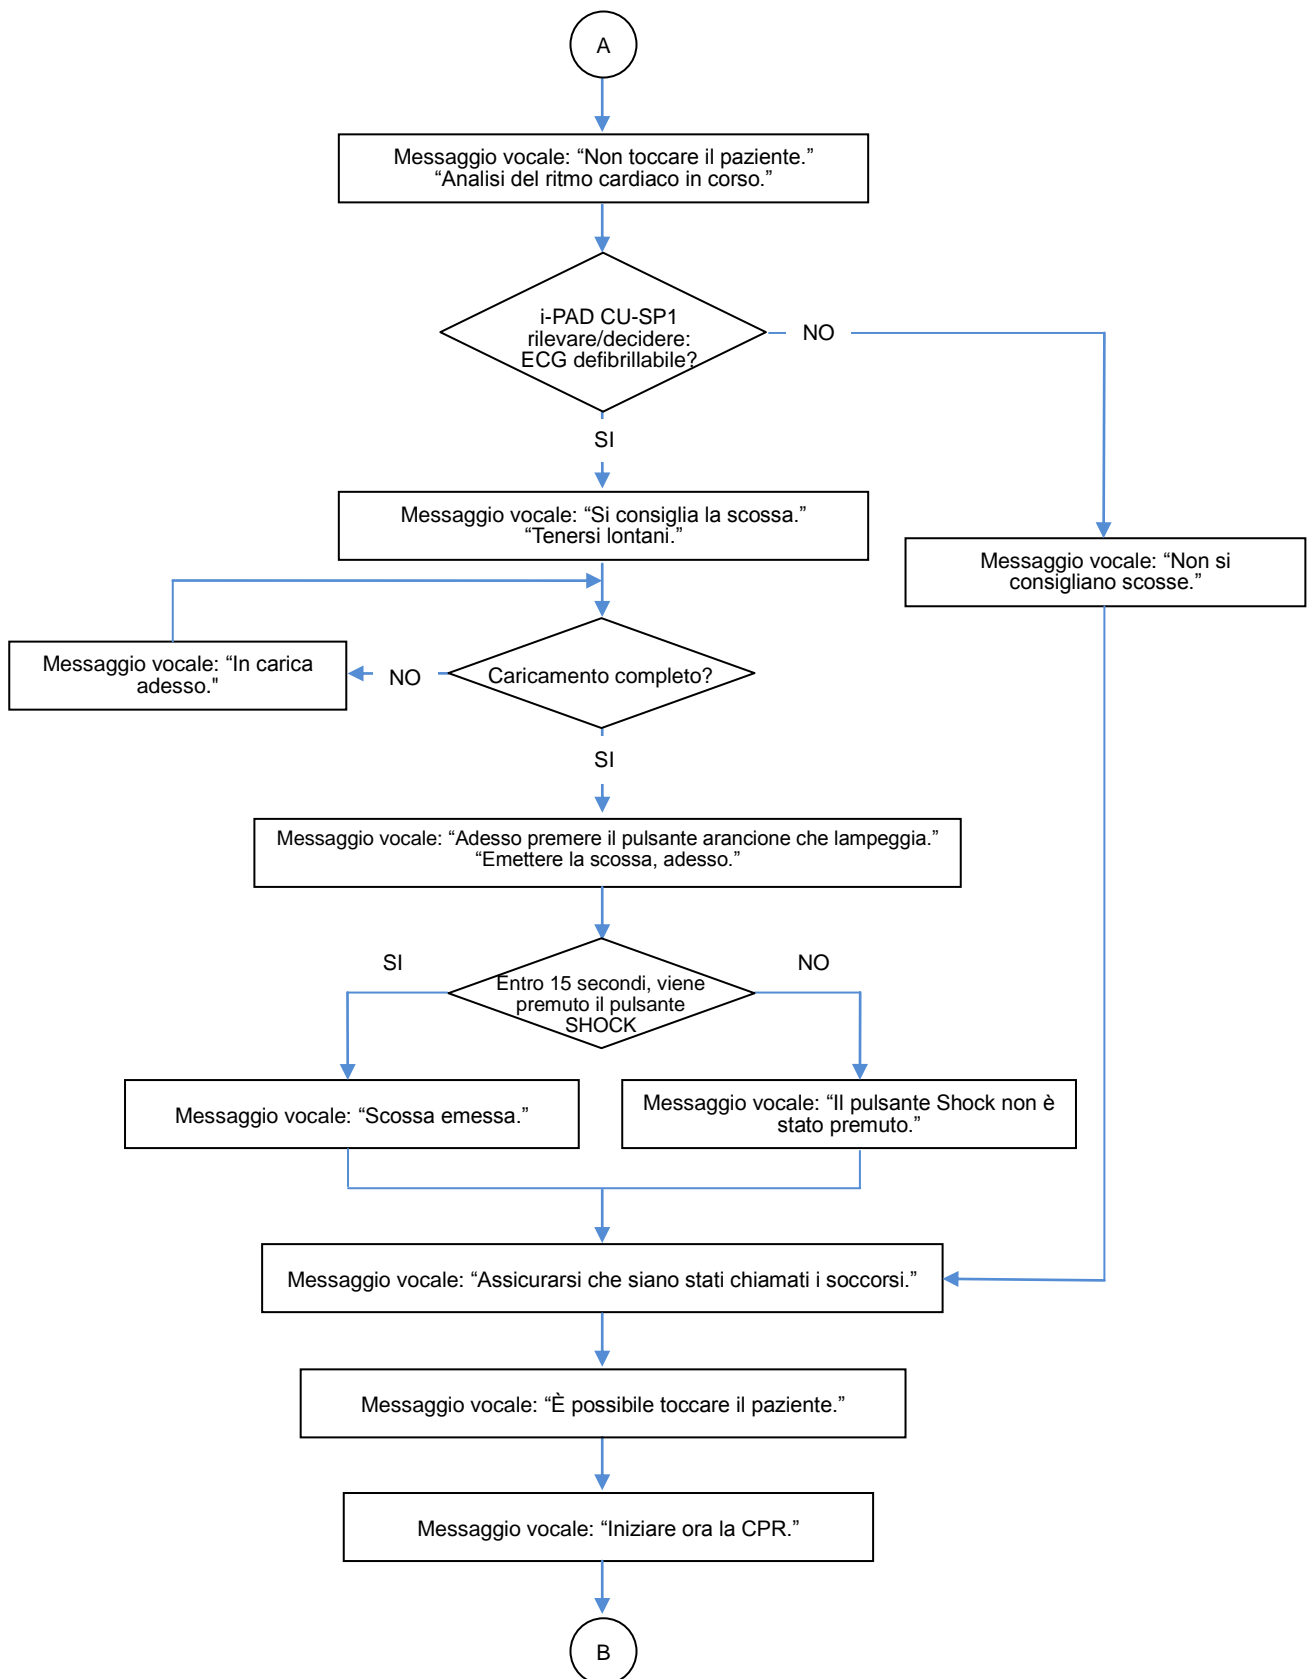 A
Messaggio vocale: “Non toccare il paziente.”
“Analisi del ritmo cardiaco in corso.”
i-PAD CU-SP1
rilevare/decidere:
ECG defibrillabile?
NO
SI
Messaggio vocale: “Si consiglia la scossa.”
“Tenersi lontani.”
Messaggio vocale: “Non si
consigliano scosse.”
Messaggio vocale: “In carica
adesso."
NO
Caricamento completo?
SI
Messaggio vocale: “Adesso premere il pulsante arancione che lampeggia.”
“Emettere la scossa, adesso.”
SI
NO
Entro 15 secondi, viene
premuto il pulsante
SHOCK
Messaggio vocale: “Scossa emessa.”
Messaggio vocale: “Il pulsante Shock non è
stato premuto.”
Messaggio vocale: “Assicurarsi che siano stati chiamati i soccorsi.”
Messaggio vocale: “È possibile toccare il paziente.”
Messaggio vocale: “Iniziare ora la CPR.”
B